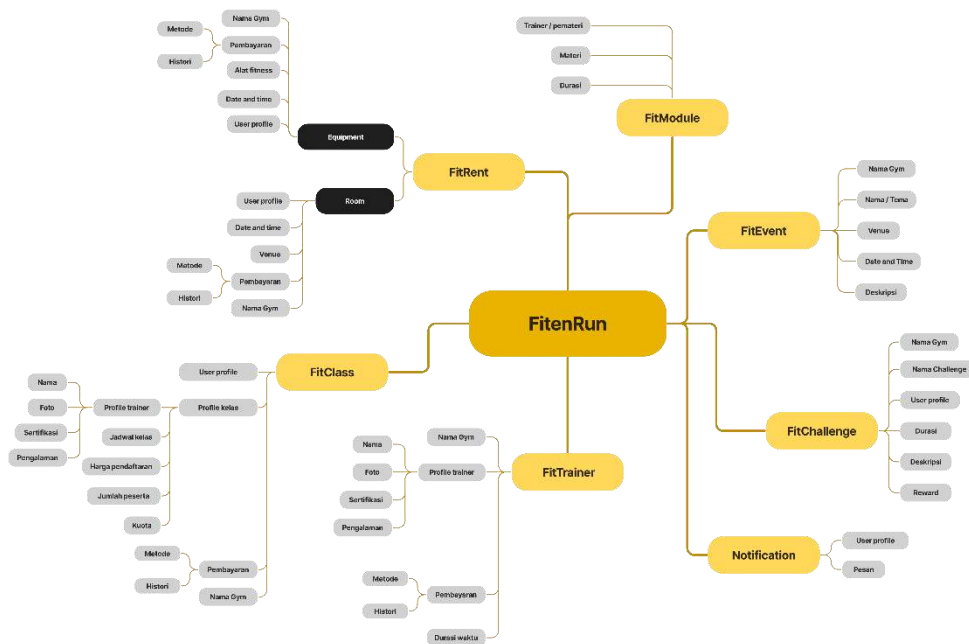 Nama Gym
Metode
Pembayaran
Histori
Alat fitness
Date and time
User profile
Equipment
FitRent
User profile
Room
Date and time
Venue
Metode
Pembayaran
Histori
Nama Gym
Trainer / pemateri
Materi
Durasi
FitModule
Nama Gym
Nama / Tema
FitEvent
Venue
Date and Time
Deskripsi
FitenRun
Nama Gym
Nama Challenge
User profile
FitChallenge
Durasi
Deskripsi
Reward
User profile
Notification
Pesan
User profile
FitClass
Nama
Foto
Profile trainer
Profile kelas
Sertifikasi
Pengalaman
Jadwal kelas
Harga pendaftaran
Jumlah peserta
Kuota
Metode
Pembayaran
Histori
Nama Gym
Nama Gym
FitTrainer
Nama
Foto
Profile trainer
Sertifikasi
Pengalaman
Metode
Pembayaran
Histori
Durasi waktu